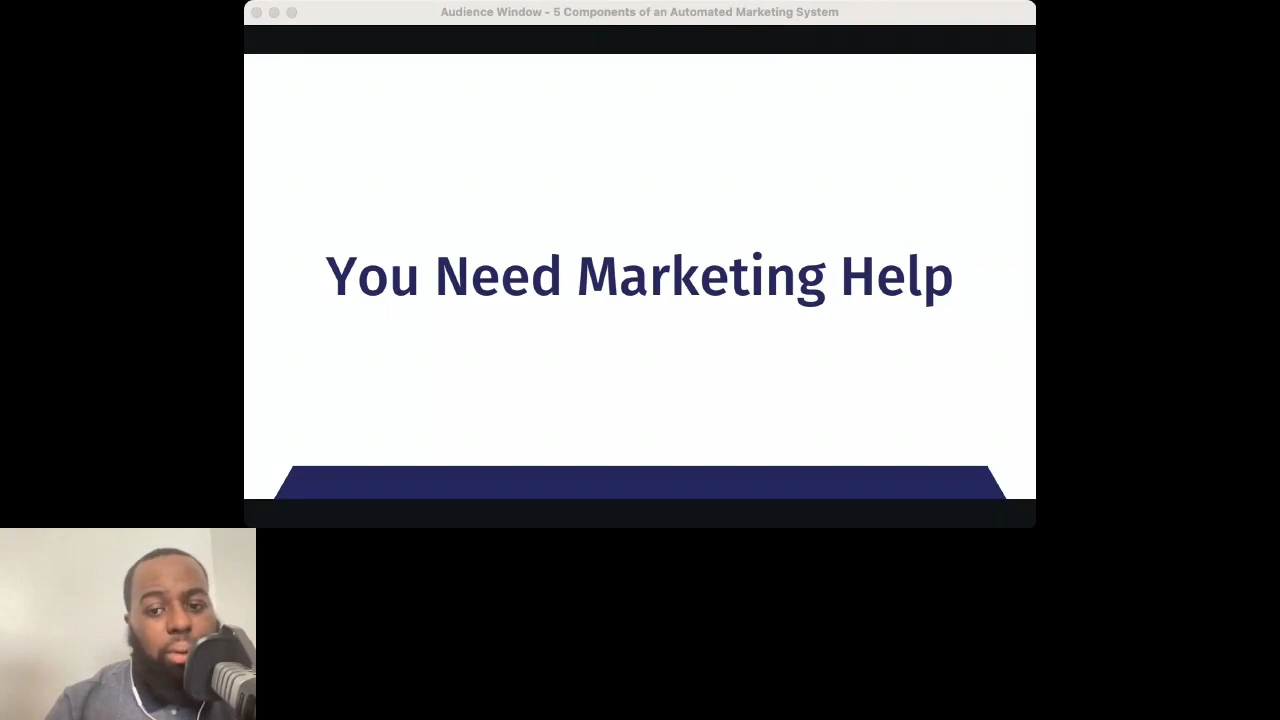 Audience Window - 5 Components of an Automated Marketing System
You Need Marketing Help